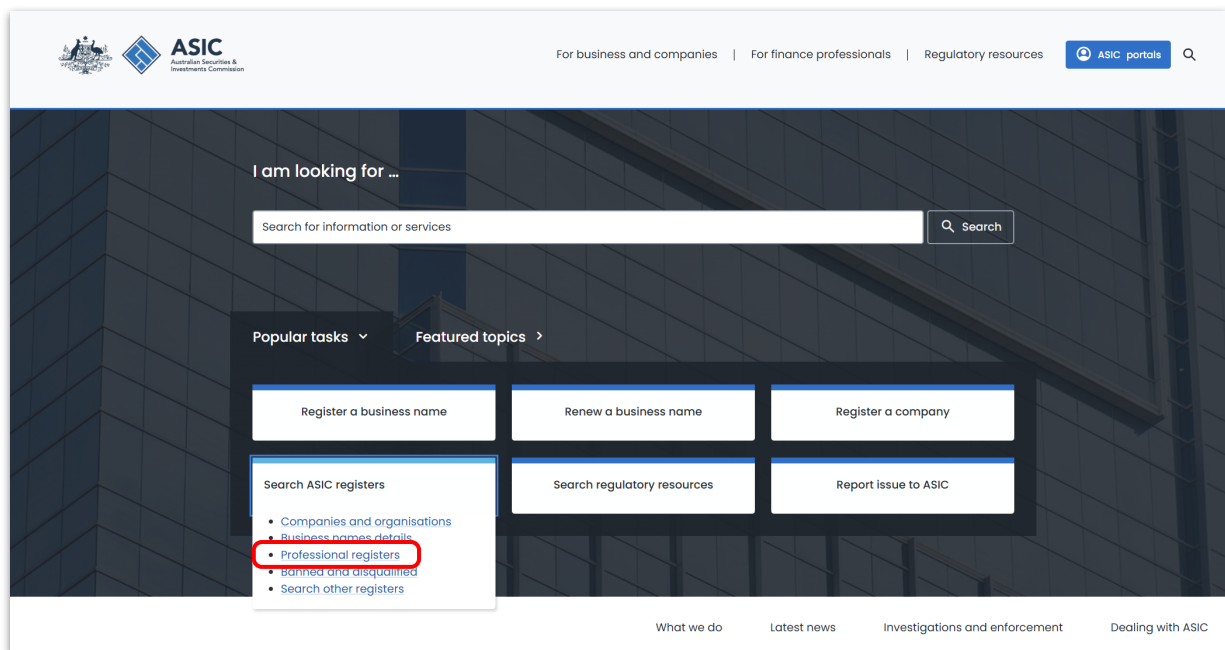 ASIC
Australian Securities &
Investments Commission
For business and companies | For finance professionals | Regulatory resources
ASIC portals
I am looking for ...
Search for information or services
Search
Popular tasks
Featured topics
Register a business name
Renew a business name
Register a company
Search ASIC registers
Search regulatory resources
Report issue to ASIC
• Companies and organisations
• Business names details
• Professional registers
• Banned and disqualified
• Search other registers
What we do
Latest news
Investigations and enforcement
Dealing with ASIC